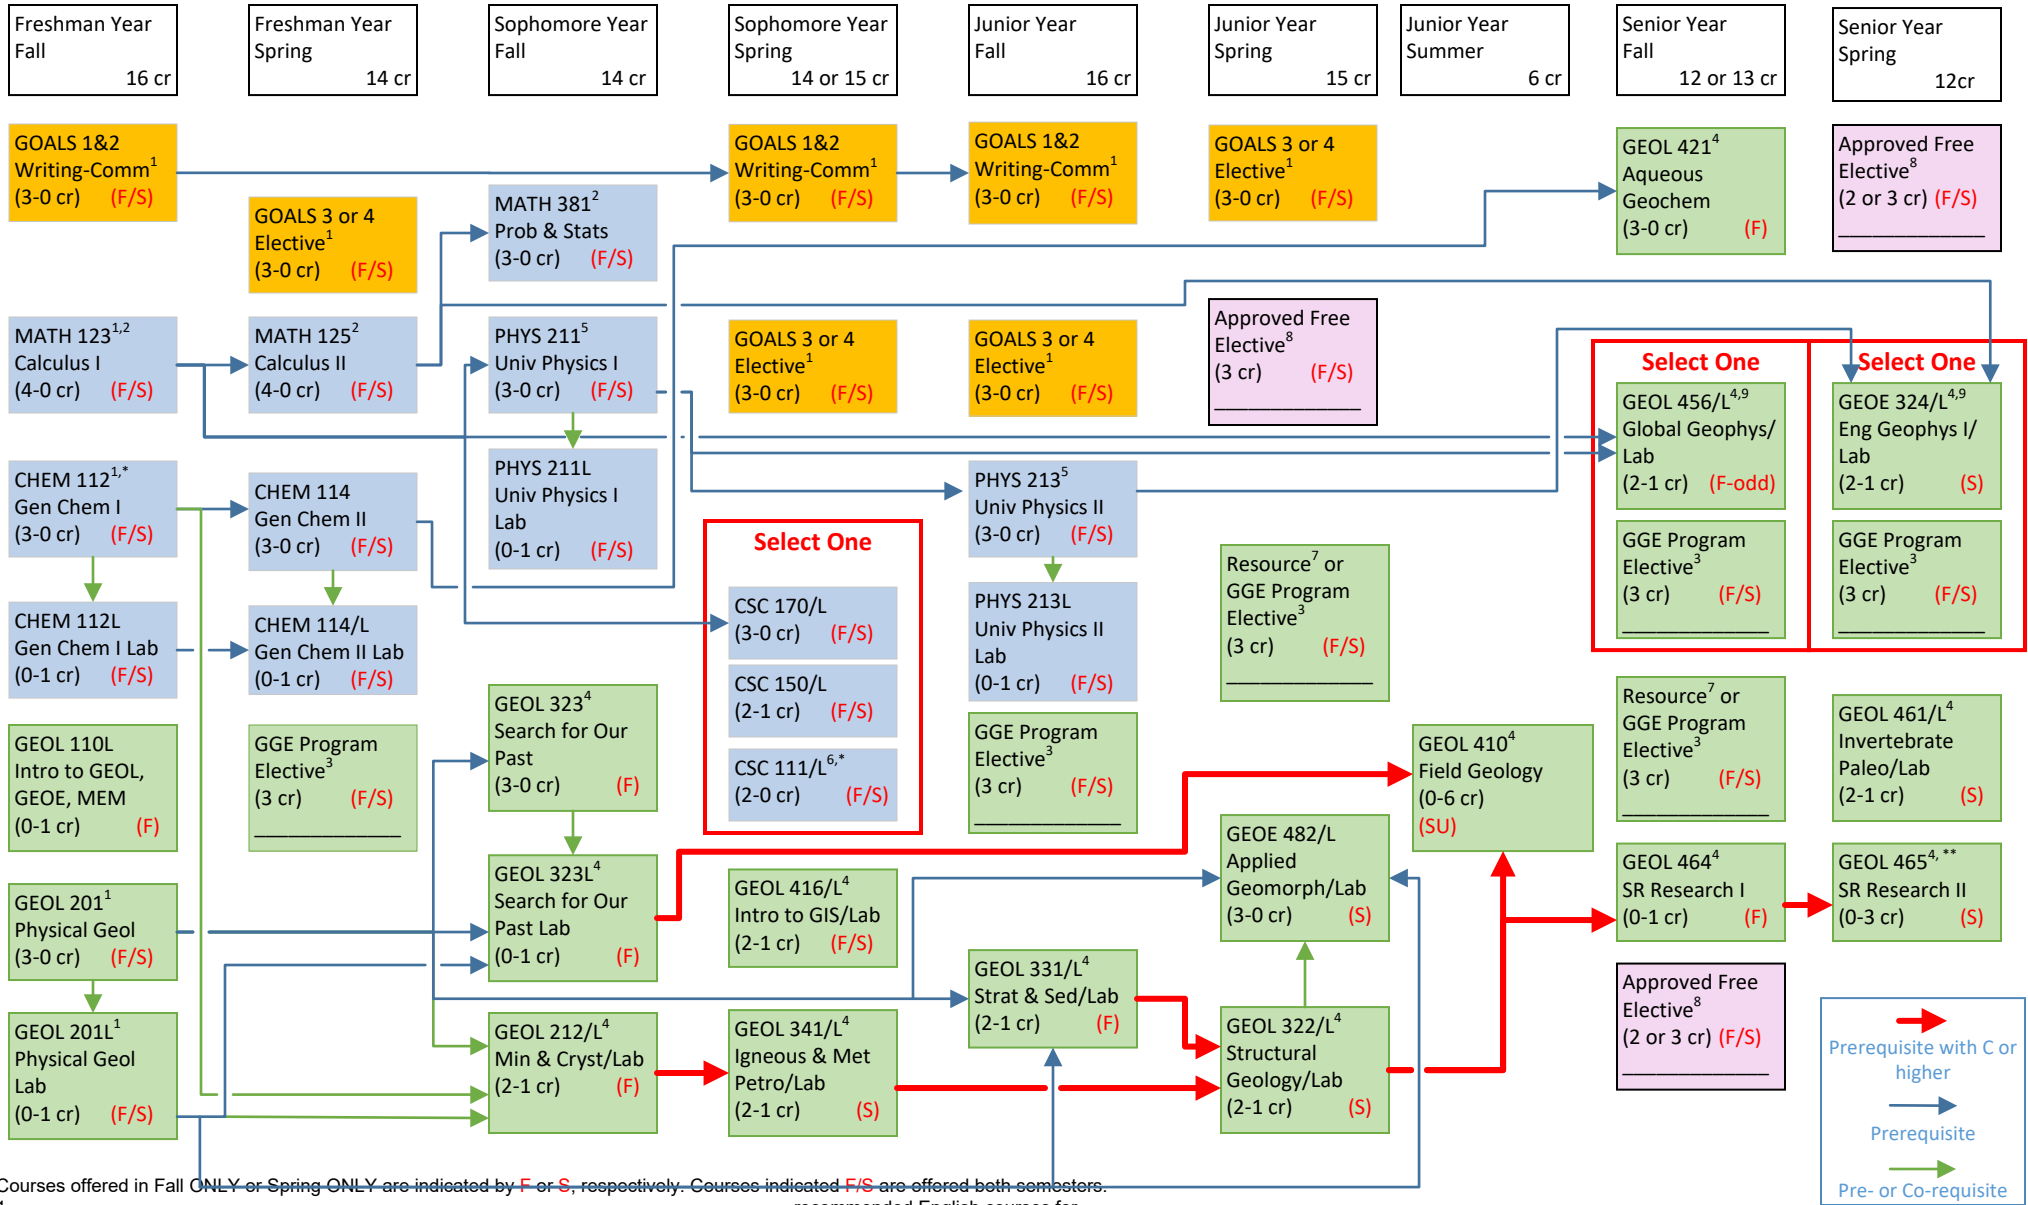 Freshman Year
Fall
16 cr
Freshman Year
Spring
14 cr
Sophomore Year
Fall
14 cr
Sophomore Year
Spring
14 or 15 cr
Junior Year
Fall
16 cr
Junior Year
Spring
15 cr
Junior Year
Summer
6 cr
Senior Year
Fall
12 or 13 cr
Senior Year
Spring
12cr
GOALS 1&2
Writing-Comm1
(3-0 cr) (F/S)
MATH 1231,2
Calculus I
(4-0 cr) (F/S)
CHEM 1121,*
Gen Chem I
(3-0 cr) (F/S)
CHEM 112L
Gen Chem I Lab
(0-1 cr) (F/S)
GEOL 110L
Intro to GEOL,
GEOE, MEM
(0-1 cr) (F)
GEOL 2011
Physical Geol
(3-0 cr) (F/S)
GEOL 201L1
Physical Geol
Lab
(0-1 cr) (F/S)
GOALS 3 or 4
Elective1
(3-0 cr) (F/S)
MATH 1252
Calculus II
(4-0 cr) (F/S)
CHEM 114
Gen Chem II
(3-0 cr) (F/S)
CHEM 114/L
Gen Chem II Lab
(0-1 cr) (F/S)
GGE Program
Elective3
(3 cr) (F/S)
_____________
MATH 3812
Prob & Stats
(3-0 cr) (F/S)
PHYS 2115
Univ Physics I
(3-0 cr) (F/S)
PHYS 211L
Univ Physics I
Lab
(0-1 cr) (F/S)
GEOL 3234
Search for Our
Past
(3-0 cr) (F)
GEOL 323L4
Search for Our
Past Lab
(0-1 cr) (F)
GEOL 212/L4
Min & Cryst/Lab
(2-1 cr) (F)
GOALS 1&2
Writing-Comm1
(3-0 cr) (F/S)
GOALS 3 or 4
Elective1
(3-0 cr) (F/S)
Select One
CSC 170/L
(3-0 cr) (F/S)
CSC 150/L
(2-1 cr) (F/S)
CSC 111/L6,*
(2-0 cr) (F/S)
GEOL 416/L4
Intro to GIS/Lab
(2-1 cr) (F/S)
GEOL 341/L4
Igneous & Met
Petro/Lab
(2-1 cr) (S)
GOALS 1&2
Writing-Comm1
(3-0 cr) (F/S)
GOALS 3 or 4
Elective1
(3-0 cr) (F/S)
PHYS 2135
Univ Physics II
(3-0 cr) (F/S)
PHYS 213L
Univ Physics II
Lab
(0-1 cr) (F/S)
GGE Program
Elective3
(3 cr) (F/S)
_____________
GEOL 331/L4
Strat & Sed/Lab
(2-1 cr) (F)
GOALS 3 or 4
Elective1
(3-0 cr) (F/S)
Approved Free
Elective8
(3 cr) (F/S)
_____________
Resource7 or
GGE Program
Elective3
(3 cr) (F/S)
_____________
GEOE 482/L
Applied
Geomorph/Lab
(3-0 cr) (S)
GEOL 322/L4
Structural
Geology/Lab
(2-1 cr) (S)
GEOL 4104
Field Geology
(0-6 cr)
(SU)
GEOL 4214
Aqueous
Geochem
(3-0 cr) (F)
Select One
GEOL 456/L4,9
Global Geophys/
Lab
(2-1 cr) (F-odd)
GGE Program
Elective3
(3 cr) (F/S)
_____________
Resource7 or
GGE Program
Elective3
(3 cr) (F/S)
_____________
GEOL 4644
SR Research I
(0-1 cr) (F)
Approved Free
Elective8
(2 or 3 cr) (F/S)
_____________
Approved Free
Elective8
(2 or 3 cr) (F/S)
_____________
Select One
GEOE 324/L4,9
Eng Geophys I/
Lab
(2-1 cr) (S)
GGE Program
Elective3
(3 cr) (F/S)
_____________
GEOL 461/L4
Invertebrate
Paleo/Lab
(2-1 cr) (S)
GEOL 4654, **
SR Research II
(0-3 cr) (S)
Prerequisite with C or
higher
Prerequisite
Pre- or Co-requisite
Courses offered in Fall ONLY or Spring ONLY are indicated by F or S, respectively. Courses indicated F/S are offered both semesters.
recommended English courses for